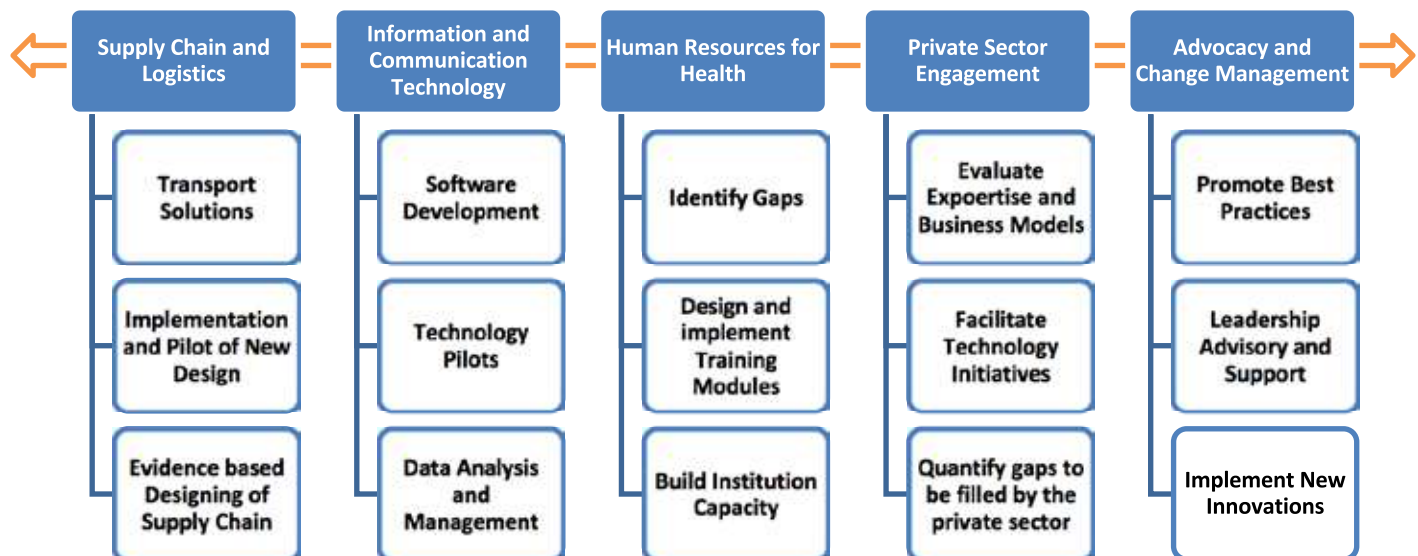 Supply Chain and
Logistics
Information and
Communication
Technology
Human Resources for
Health
Private Sector
Engagement
Advocacy and
Change Management
Transport
Solutions
Implementation
and Pilot of New
Design
Evidence based
Designing of
Supply Chain
Software
Development
Technology
Pilots
Data Analysis
and
Management
Identify Gaps
Design and
implement
Training
Modules
Build Institution
Capacity
Evaluate
Expoertise and
Business Models
Facilitate
Technology
Initiatives
Quantify gaps to
be filled by the
private sector
Promote Best
Practices
Leadership
Advisory and
Support
Implement New
Innovations